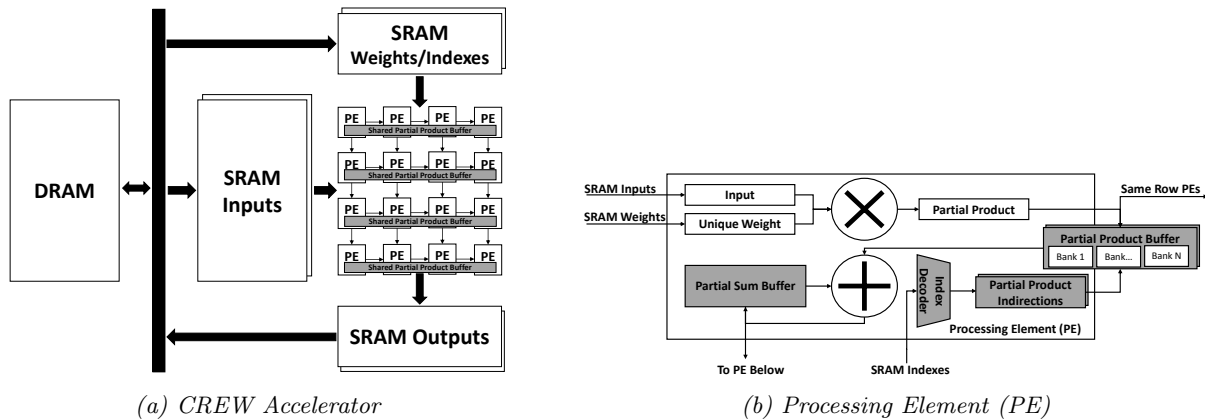 SRAM
Weights/Indexes
DRAM
SRAM
Inputs
PE PE PE PE
Shared Partial Product Buffer
PE PE PE PE
Shared Partial Product Buffer
PE PE PE PE
Shared Partial Product Buffer
PE PE PE PE
Shared Partial Product Buffer
SRAM Outputs
(a) CREW Accelerator
SRAM Inputs
Input
SRAM Weights
Unique Weight
Partial Product
Same Row PEs
Partial Product Buffer
Bank 1 Bank... Bank N
Partial Sum Buffer
Index
Decoder
Partial Product
Indirections
Processing Element (PE)
To PE Below
SRAM Indexes
(b) Processing Element (PE)